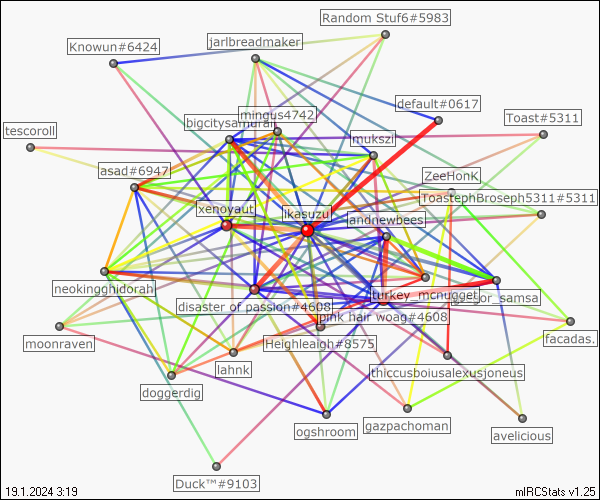 Random Stuf6#5983
Knowun#6424
jarlbreadmaker
default#0617
mingus4742
Toast#5311
bigcitysamurai
tescoroll
mukszi
asad#6947
ZeeHonK
ToastephBroseph5311#5311
xenoyaut
ikasuzu
andnewbees
neokingghidorah
turkey_mcnugget
disaster of passion#4608
pink hair woag#4608
moonraven
Heighleaigh#8575
facadas.
lahnk
thiccusboiusalexusjoneus
doggerdig
gazpachoman
ogshroom
avelicious
Duck™#9103
19.1.2024 3:19
mIRCStats v1.25